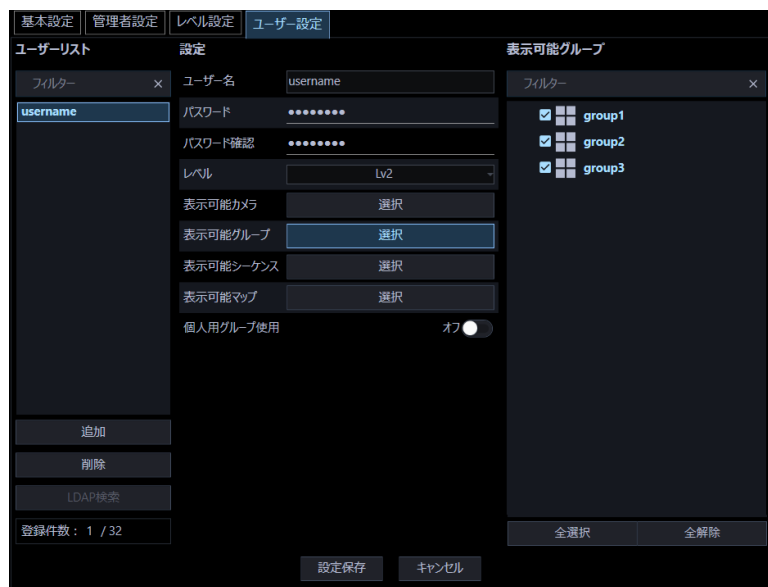 基本設定 管理者設定 レベル設定 ユーザー設定
ユーザーリスト
フィルター ×
username
追加
削除
LDAP検索
登録件数： 1 / 32
設定
ユーザー名 username
パスワード ●●●●●●●●
パスワード確認 ●●●●●●●●
レベル Lv2
表示可能カメラ 選択
表示可能グループ 選択
表示可能シーケンス 選択
表示可能マップ 選択
個人用グループ使用 オフ
表示可能グループ
フィルター ×
group1
group2
group3
全選択 全解除
設定保存 キャンセル